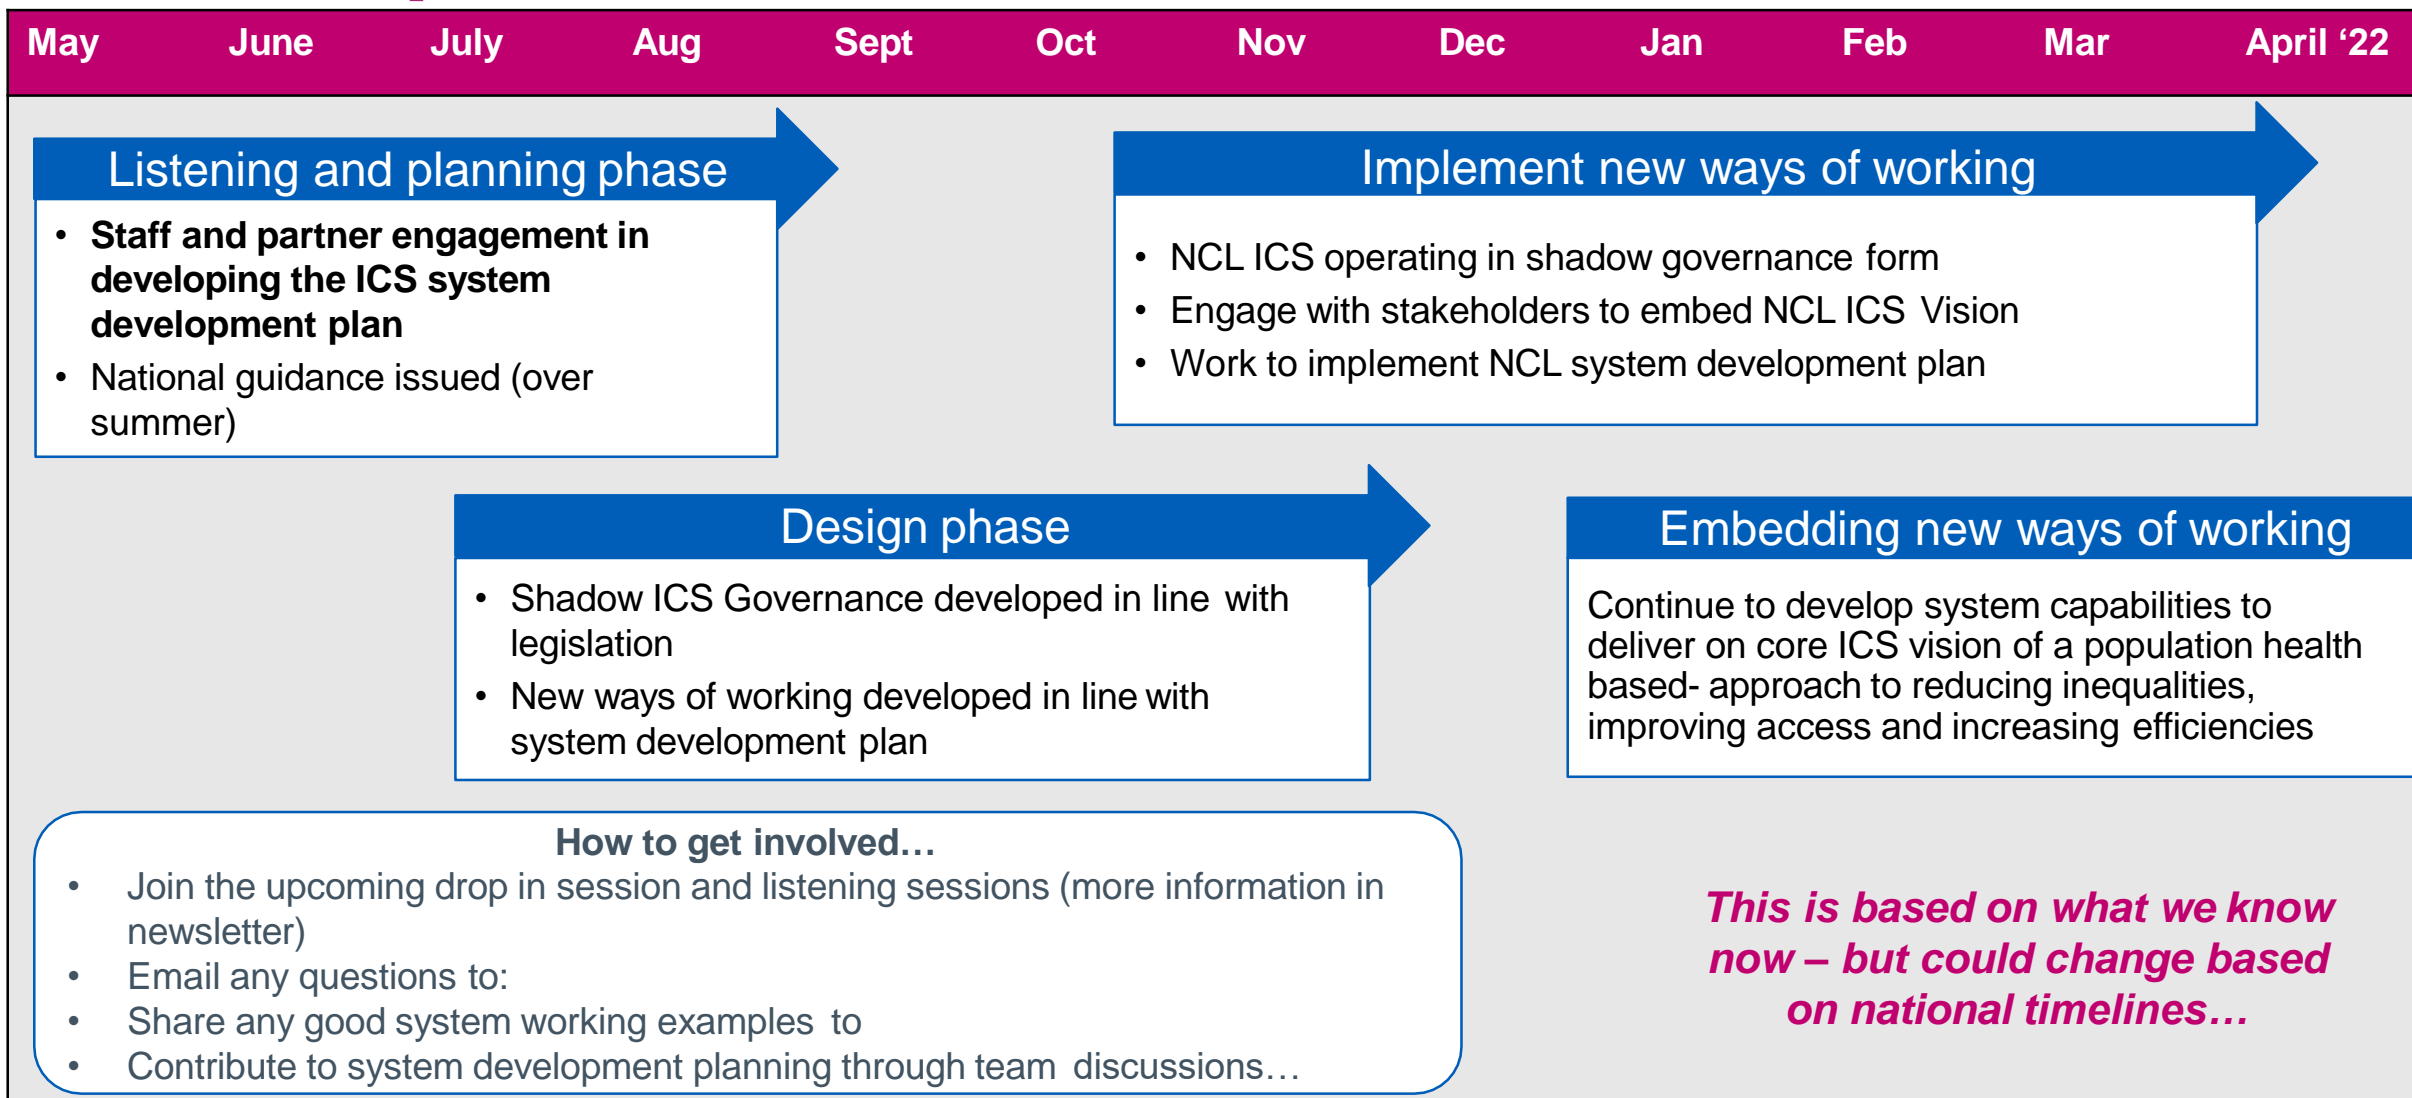 May June July Aug Sept Oct Nov Dec Jan Feb Mar April ‘22
Listening and planning phase
• Staff and partner engagement in
developing the ICS system
development plan
• National guidance issued (over
summer)
Implement new ways of working
• NCL ICS operating in shadow governance form
• Engage with stakeholders to embed NCL ICS Vision
• Work to implement NCL system development plan
Design phase
• Shadow ICS Governance developed in line with
legislation
• New ways of working developed in line with
system development plan
Embedding new ways of working
Continue to develop system capabilities to
deliver on core ICS vision of a population health
based- approach to reducing inequalities,
improving access and increasing efficiencies
How to get involved…
• Join the upcoming drop in session and listening sessions (more information in
newsletter)
• Email any questions to:
• Share any good system working examples to
• Contribute to system development planning through team discussions…
This is based on what we know
now – but could change based
on national timelines…